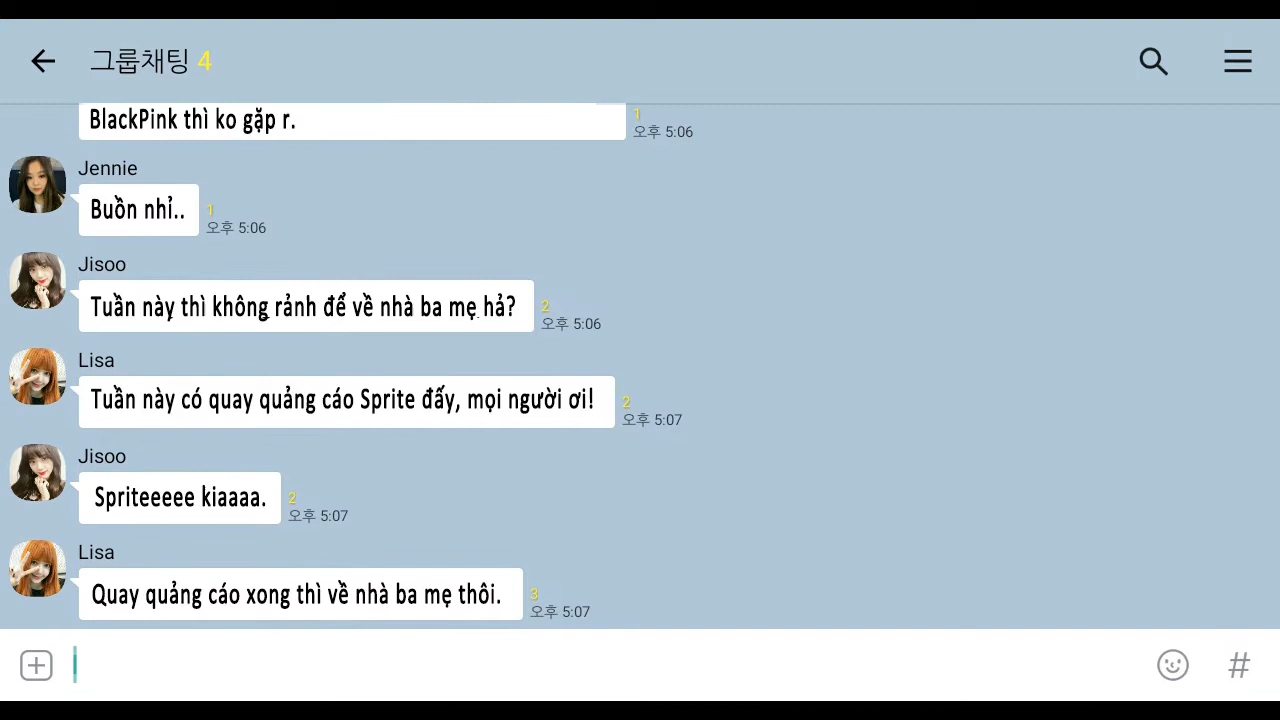 그룹채팅 4
BlackPink thì ko gặp r.
1
오후 5:06
Jennie
Buồn nhỉ..
1
오후 5:06
Jisoo
Tuần này thì không rảnh để về nhà ba mẹ hả?
2
오후 5:06
Lisa
Tuần này có quay quảng cáo Sprite đấy, mọi người ơi!
2
오후 5:07
Jisoo
Spriteeeee kiaaaa.
2
오후 5:07
Lisa
Quay quảng cáo xong thì về nhà ba mẹ thôi.
3
오후 5:07
#